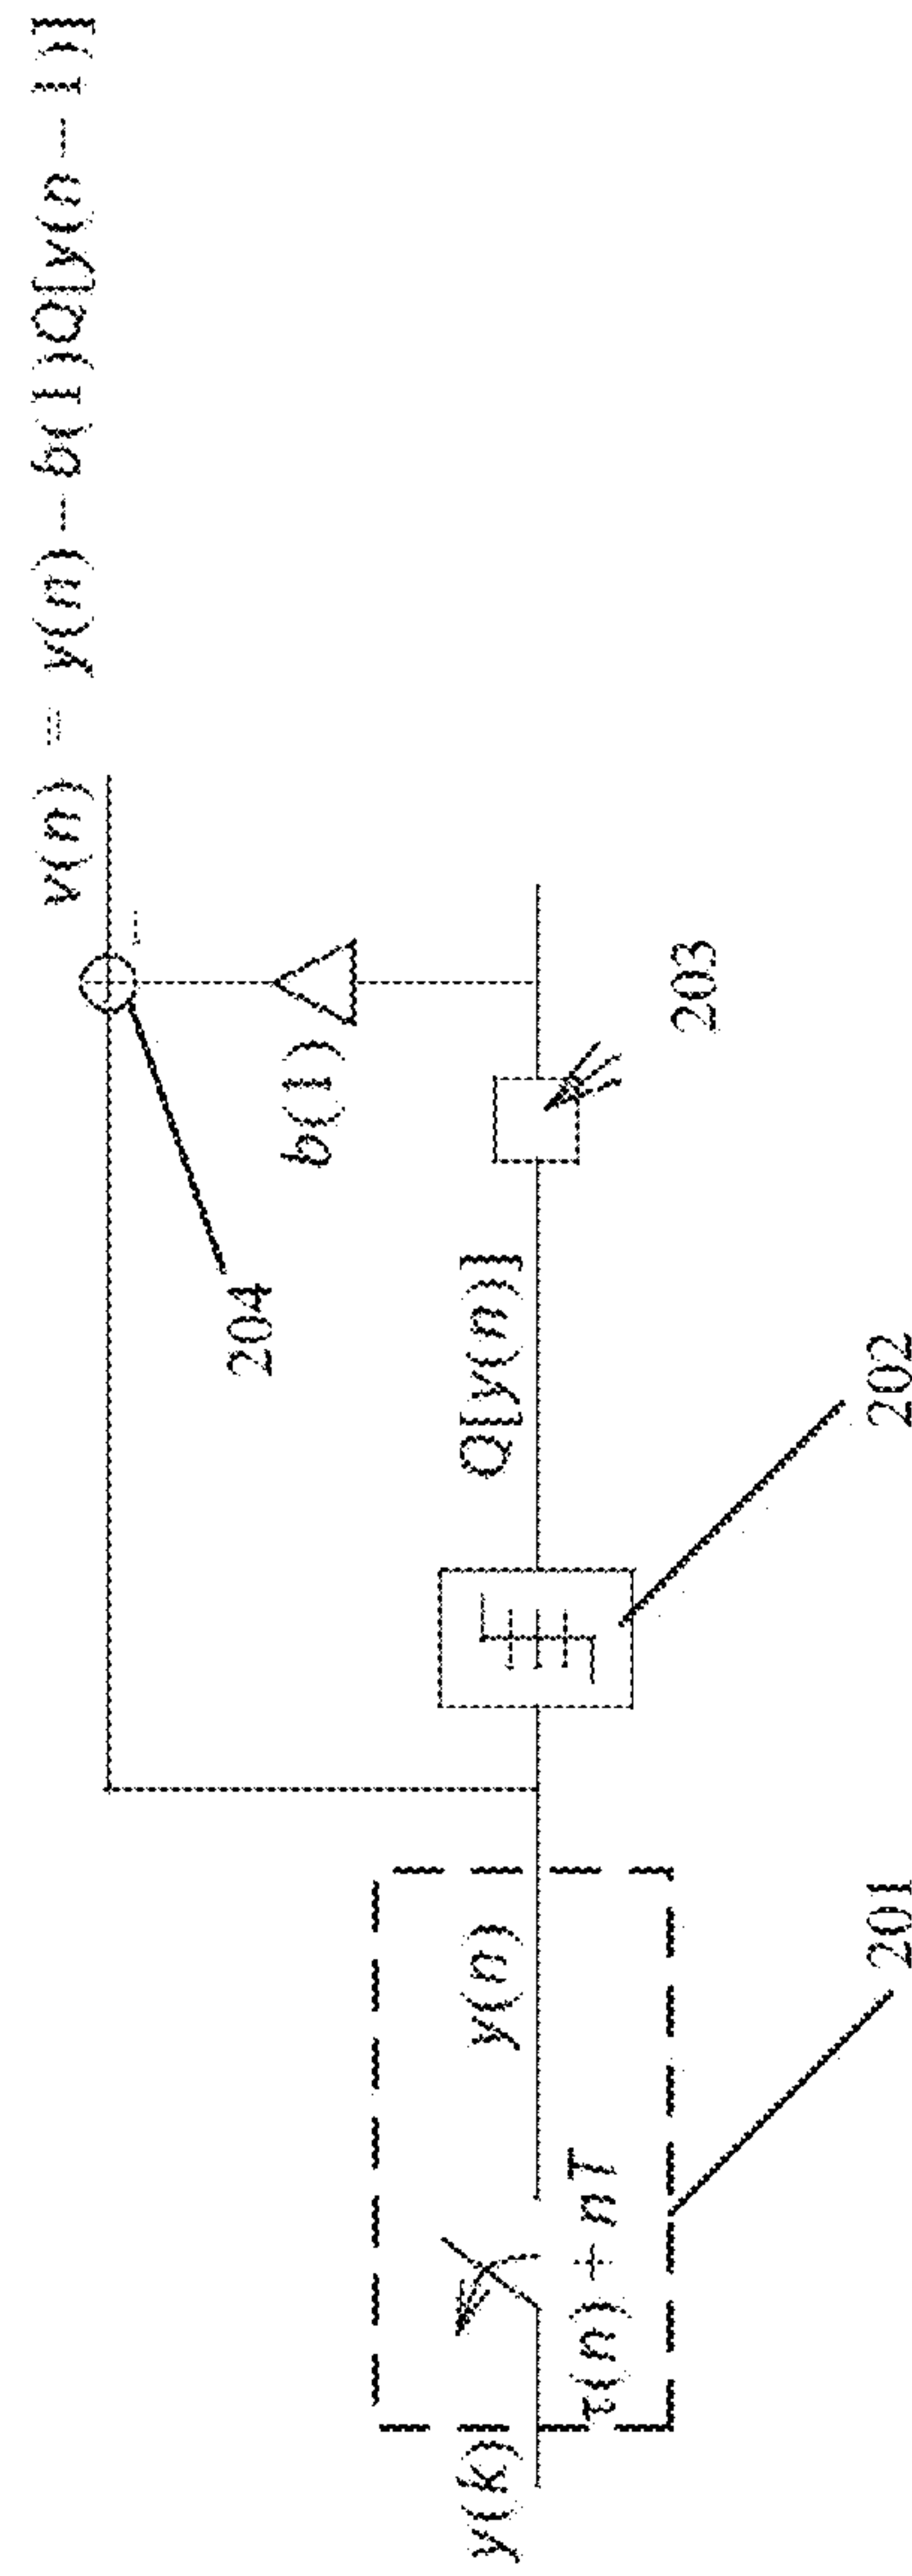 v(n) = y(n) − b(1)Q[y(n − 1)]
−
204
b(1)
203
Q[y(n)]
202
y(n)
y(k)
τ(n) + nT
201